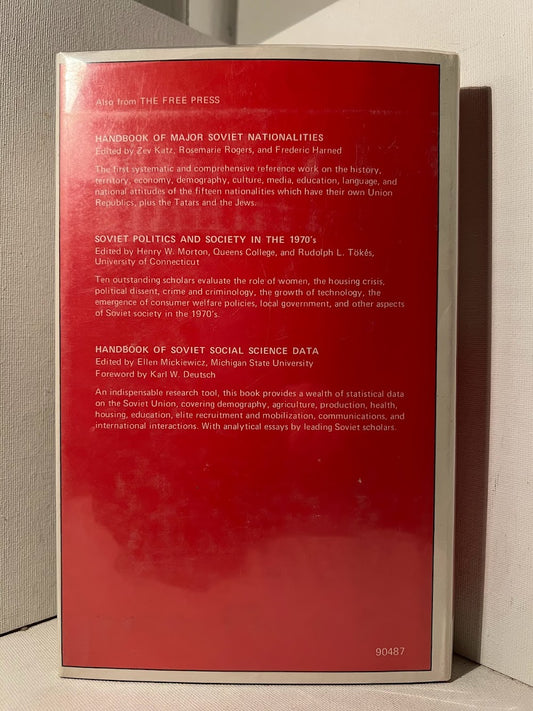 Also from THE FREE PRESS
HANDBOOK OF MAJOR SOVIET NATIONALITIES
Edited by Zev Katz, Rosemarie Rogers, and Frederic Harned
The first systematic and comprehensive reference work on the history,
territory, economy, demography, culture, media, education, language, and
national attitudes of the fifteen nationalities which have their own Union
Republics, plus the Tatars and the Jews.
SOVIET POLITICS AND SOCIETY IN THE 1970's
Edited by Henry W. Morton, Queens College, and Rudolph L. Tökés,
University of Connecticut
Ten outstanding scholars evaluate the role of women, the housing crisis,
political dissent, crime and criminology, the growth of technology, the
emergence of consumer welfare policies, local government, and other aspects
of Soviet society in the 1970's.
HANDBOOK OF SOVIET SOCIAL SCIENCE DATA
Edited by Ellen Mickiewicz, Michigan State University
Foreword by Karl W. Deutsch
An indispensable research tool, this book provides a wealth of statistical data
on the Soviet Union, covering demography, agriculture, production, health,
housing, education, elite recruitment and mobilization, communications, and
international interactions. With analytical essays by leading Soviet scholars.
90487